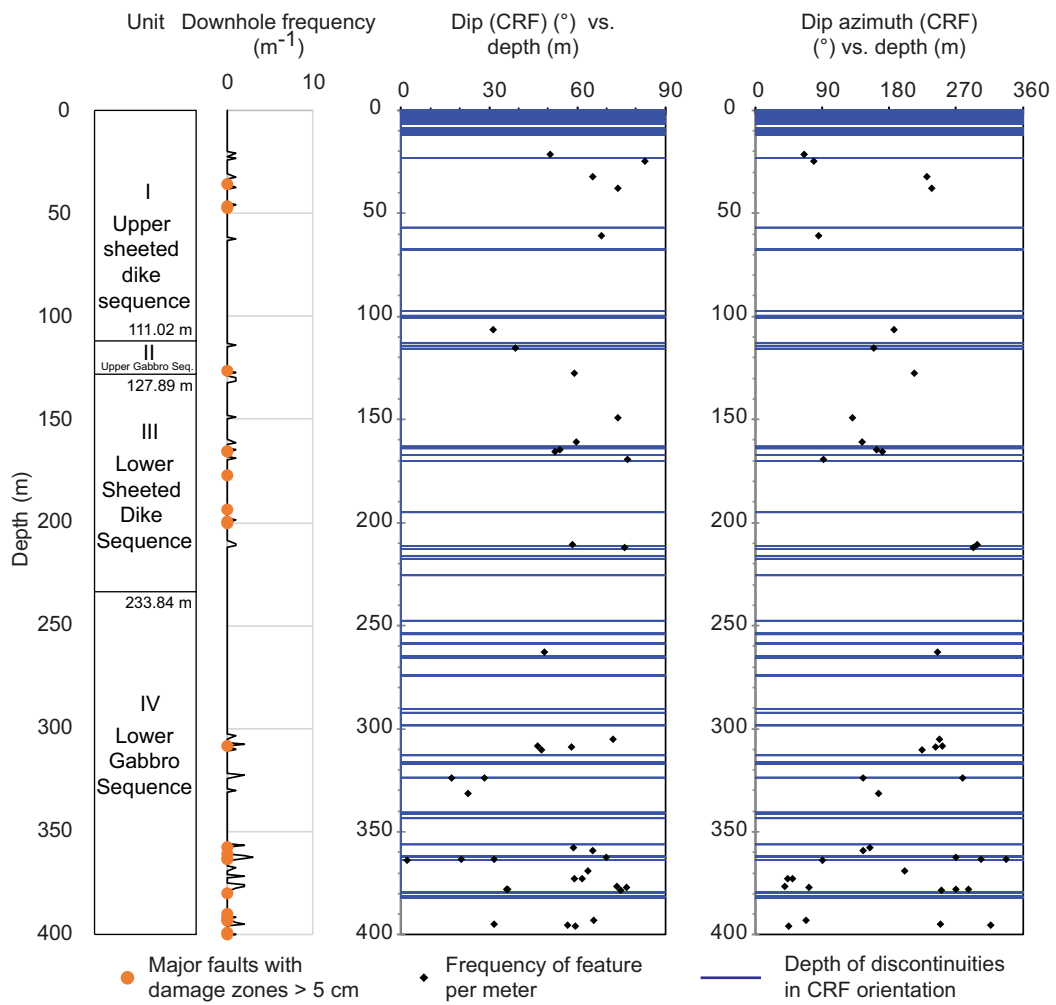 Unit
Downhole frequency
(m-1)
0 10
Dip (CRF) (°) vs.
depth (m)
0 30 60 90
Dip azimuth (CRF)
(°) vs. depth (m)
0 90 180 270 360
Depth (m)
0
50
100
150
200
250
300
350
400
I
Upper
sheeted
dike
sequence
111.02 m
II
Upper Gabbro Seq.
127.89 m
III
Lower
Sheeted
Dike
Sequence
233.84 m
IV
Lower
Gabbro
Sequence
0
50
100
150
200
250
300
350
400
0
50
100
150
200
250
300
350
400
Major faults with
damage zones > 5 cm
Frequency of feature
per meter
Depth of discontinuities
in CRF orientation